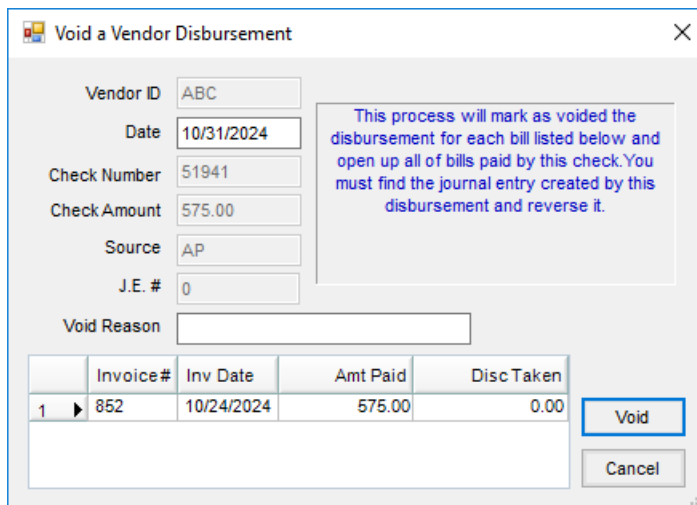 Void a Vendor Disbursement
Vendor ID ABC
Date 10/31/2024
Check Number 51941
Check Amount 575.00
Source AP
J.E. # 0
This process will mark as voided the
disbursement for each bill listed below and
open up all of bills paid by this check.You
must find the journal entry created by this
disbursement and reverse it.
Void Reason
Invoice# Inv Date Amt Paid Disc Taken
1 852 10/24/2024 575.00 0.00
Void
Cancel